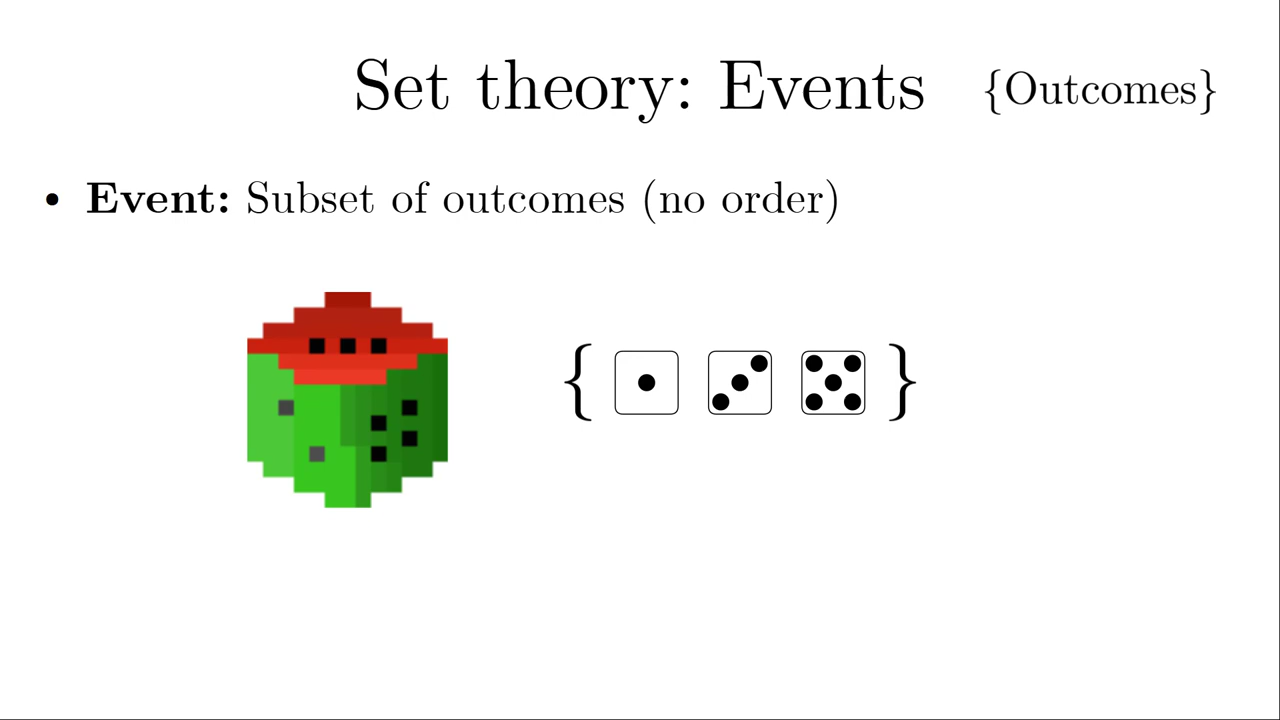 Set theory: Events {Outcomes}
• Event: Subset of outcomes (no order)
{ }